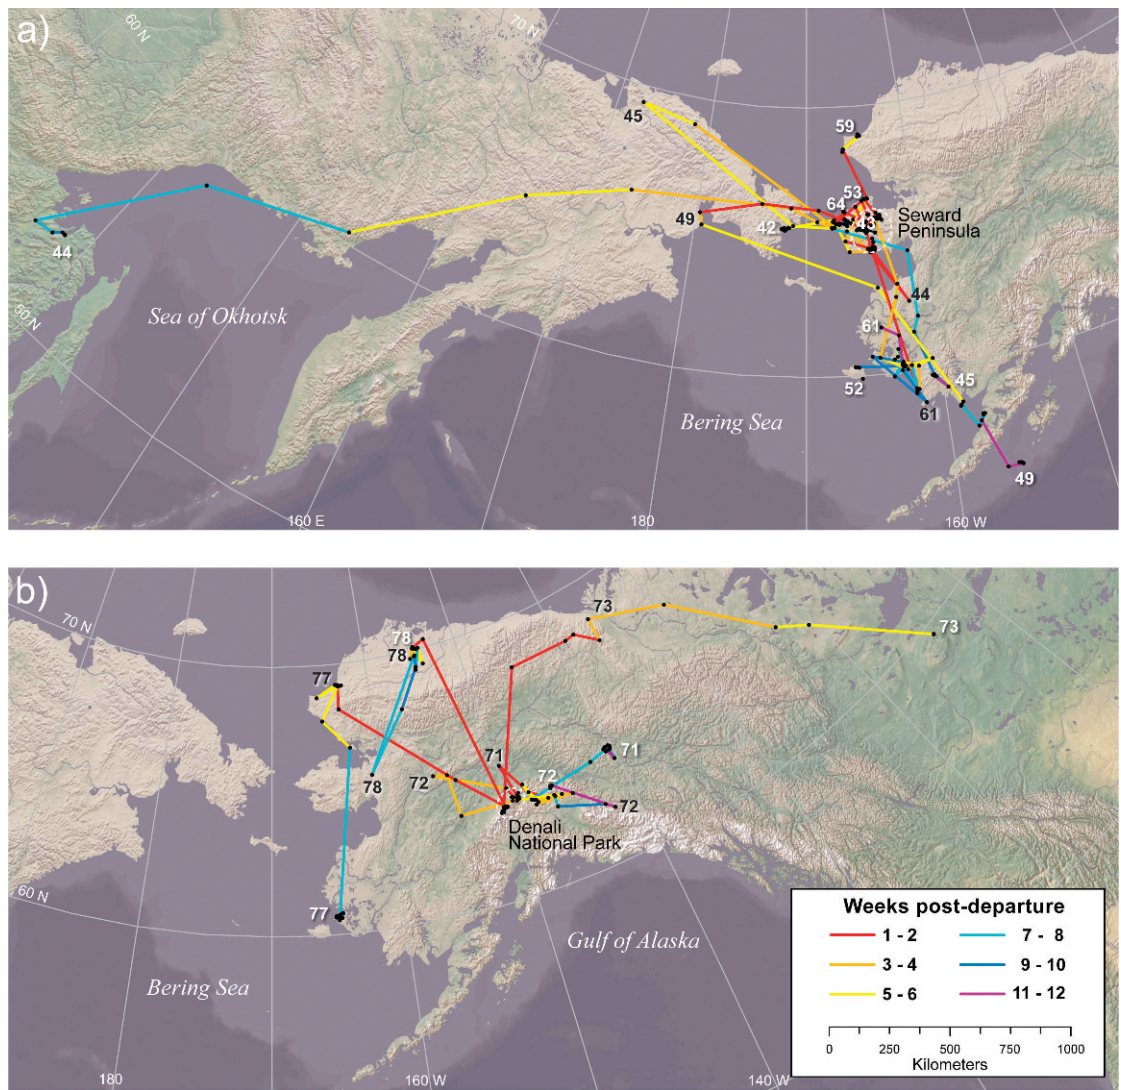 a)
60 N
70 N
45
59
53
64
43
Seward
Peninsula
49
42
44
44
50 N
Sea of Okhotsk
61
52
45
61
Bering Sea
49
160 E
180
160 W
b)
70 N
73
73
78
78
77
71
71
72
72
78
72
Denali
National Park
60 N
77
Gulf of Alaska
Bering Sea
180
160 W
140 W
Weeks post-departure
1 - 2
7 - 8
3 - 4
9 - 10
5 - 6
11 - 12
0 250 500 750 1000
Kilometers